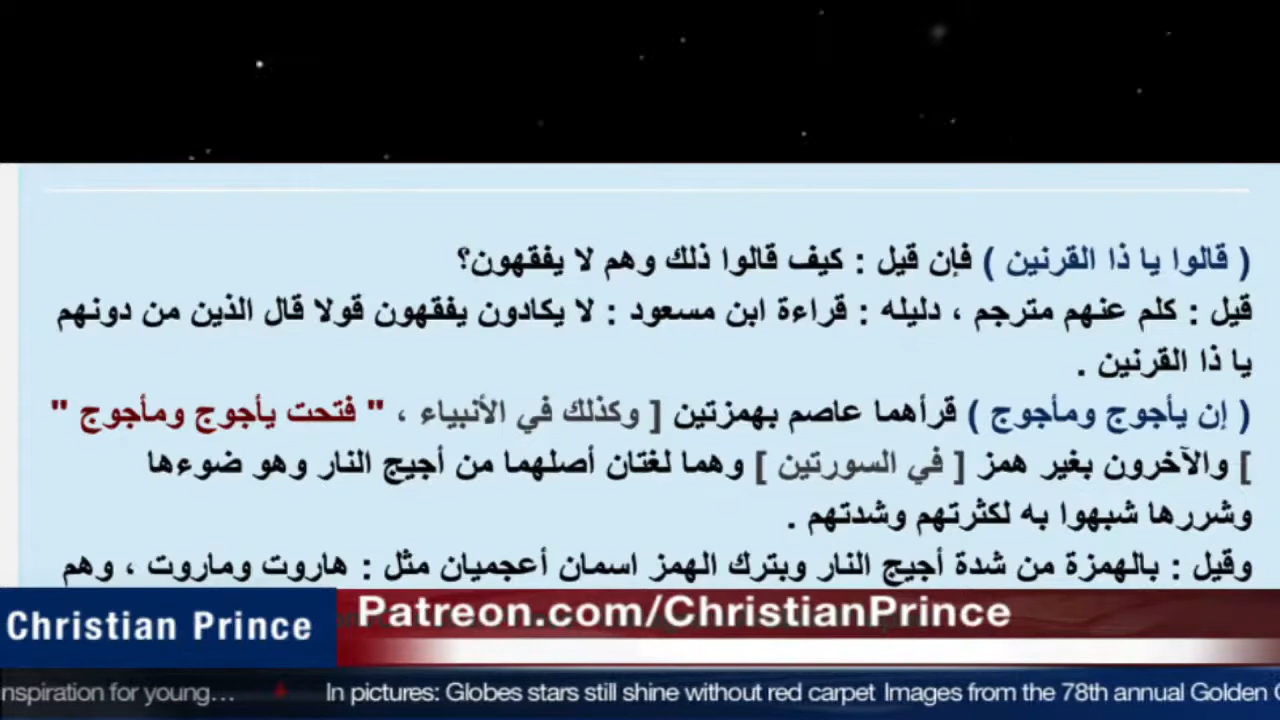 ( قالوا يا ذا القرنين ) فإن قيل : كيف قالوا ذلك وهم لا يفقهون؟
قيل : كلم عنهم مترجم ، دليله : قراءة ابن مسعود : لا يكادون يفقهون قولا قال الذين من دونهم
يا ذا القرنين .
( إن يأجوج ومأجوج ) قرأهما عاصم بهمزتين [ وكذلك في الأنبياء ، " فتحت يأجوج ومأجوج "
] والآخرون بغير همز [ في السورتين ] وهما لغتان أصلهما من أجيج النار وهو ضوءها
وشررها شبهوا به لكثرتهم وشدتهم .
وقيل : بالهمزة من شدة أجيج النار وبترك الهمز اسمان أعجميان مثل : هاروت وماروت ، وهم
Patreon.com/ChristianPrince
Christian Prince
nspiration for young... In pictures: Globes stars still shine without red carpet Images from the 78th annual Golden